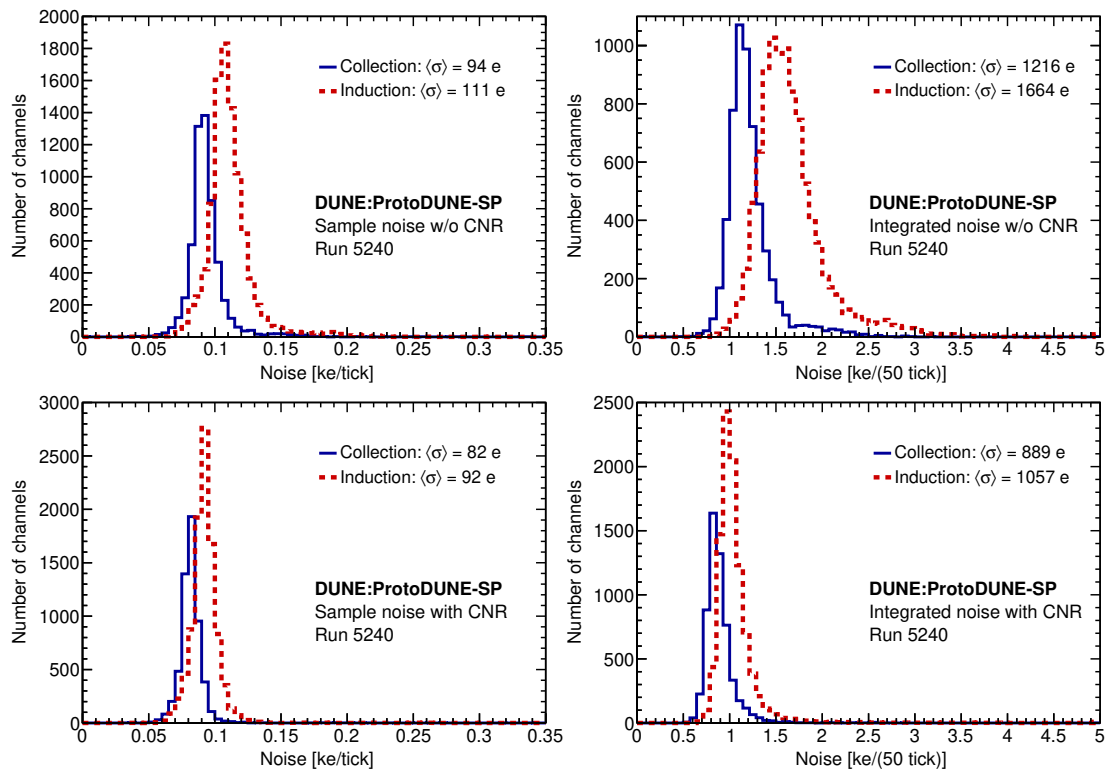 2000
1800
1600
1400
1200
1000
800
600
400
200
0
Number of channels
Collection: ⟨σ⟩ = 94 e
Induction: ⟨σ⟩ = 111 e
DUNE:ProtoDUNE-SP
Sample noise w/o CNR
Run 5240
0 0.05 0.1 0.15 0.2 0.25 0.3 0.35
Noise [ke/tick]
1000
800
600
400
200
0
Number of channels
Collection: ⟨σ⟩ = 1216 e
Induction: ⟨σ⟩ = 1664 e
DUNE:ProtoDUNE-SP
Integrated noise w/o CNR
Run 5240
0 0.5 1 1.5 2 2.5 3 3.5 4 4.5 5
Noise [ke/(50 tick)]
3000
2500
2000
1500
1000
500
0
Number of channels
Collection: ⟨σ⟩ = 82 e
Induction: ⟨σ⟩ = 92 e
DUNE:ProtoDUNE-SP
Sample noise with CNR
Run 5240
0 0.05 0.1 0.15 0.2 0.25 0.3 0.35
Noise [ke/tick]
2500
2000
1500
1000
500
0
Number of channels
Collection: ⟨σ⟩ = 889 e
Induction: ⟨σ⟩ = 1057 e
DUNE:ProtoDUNE-SP
Integrated noise with CNR
Run 5240
0 0.5 1 1.5 2 2.5 3 3.5 4 4.5 5
Noise [ke/(50 tick)]